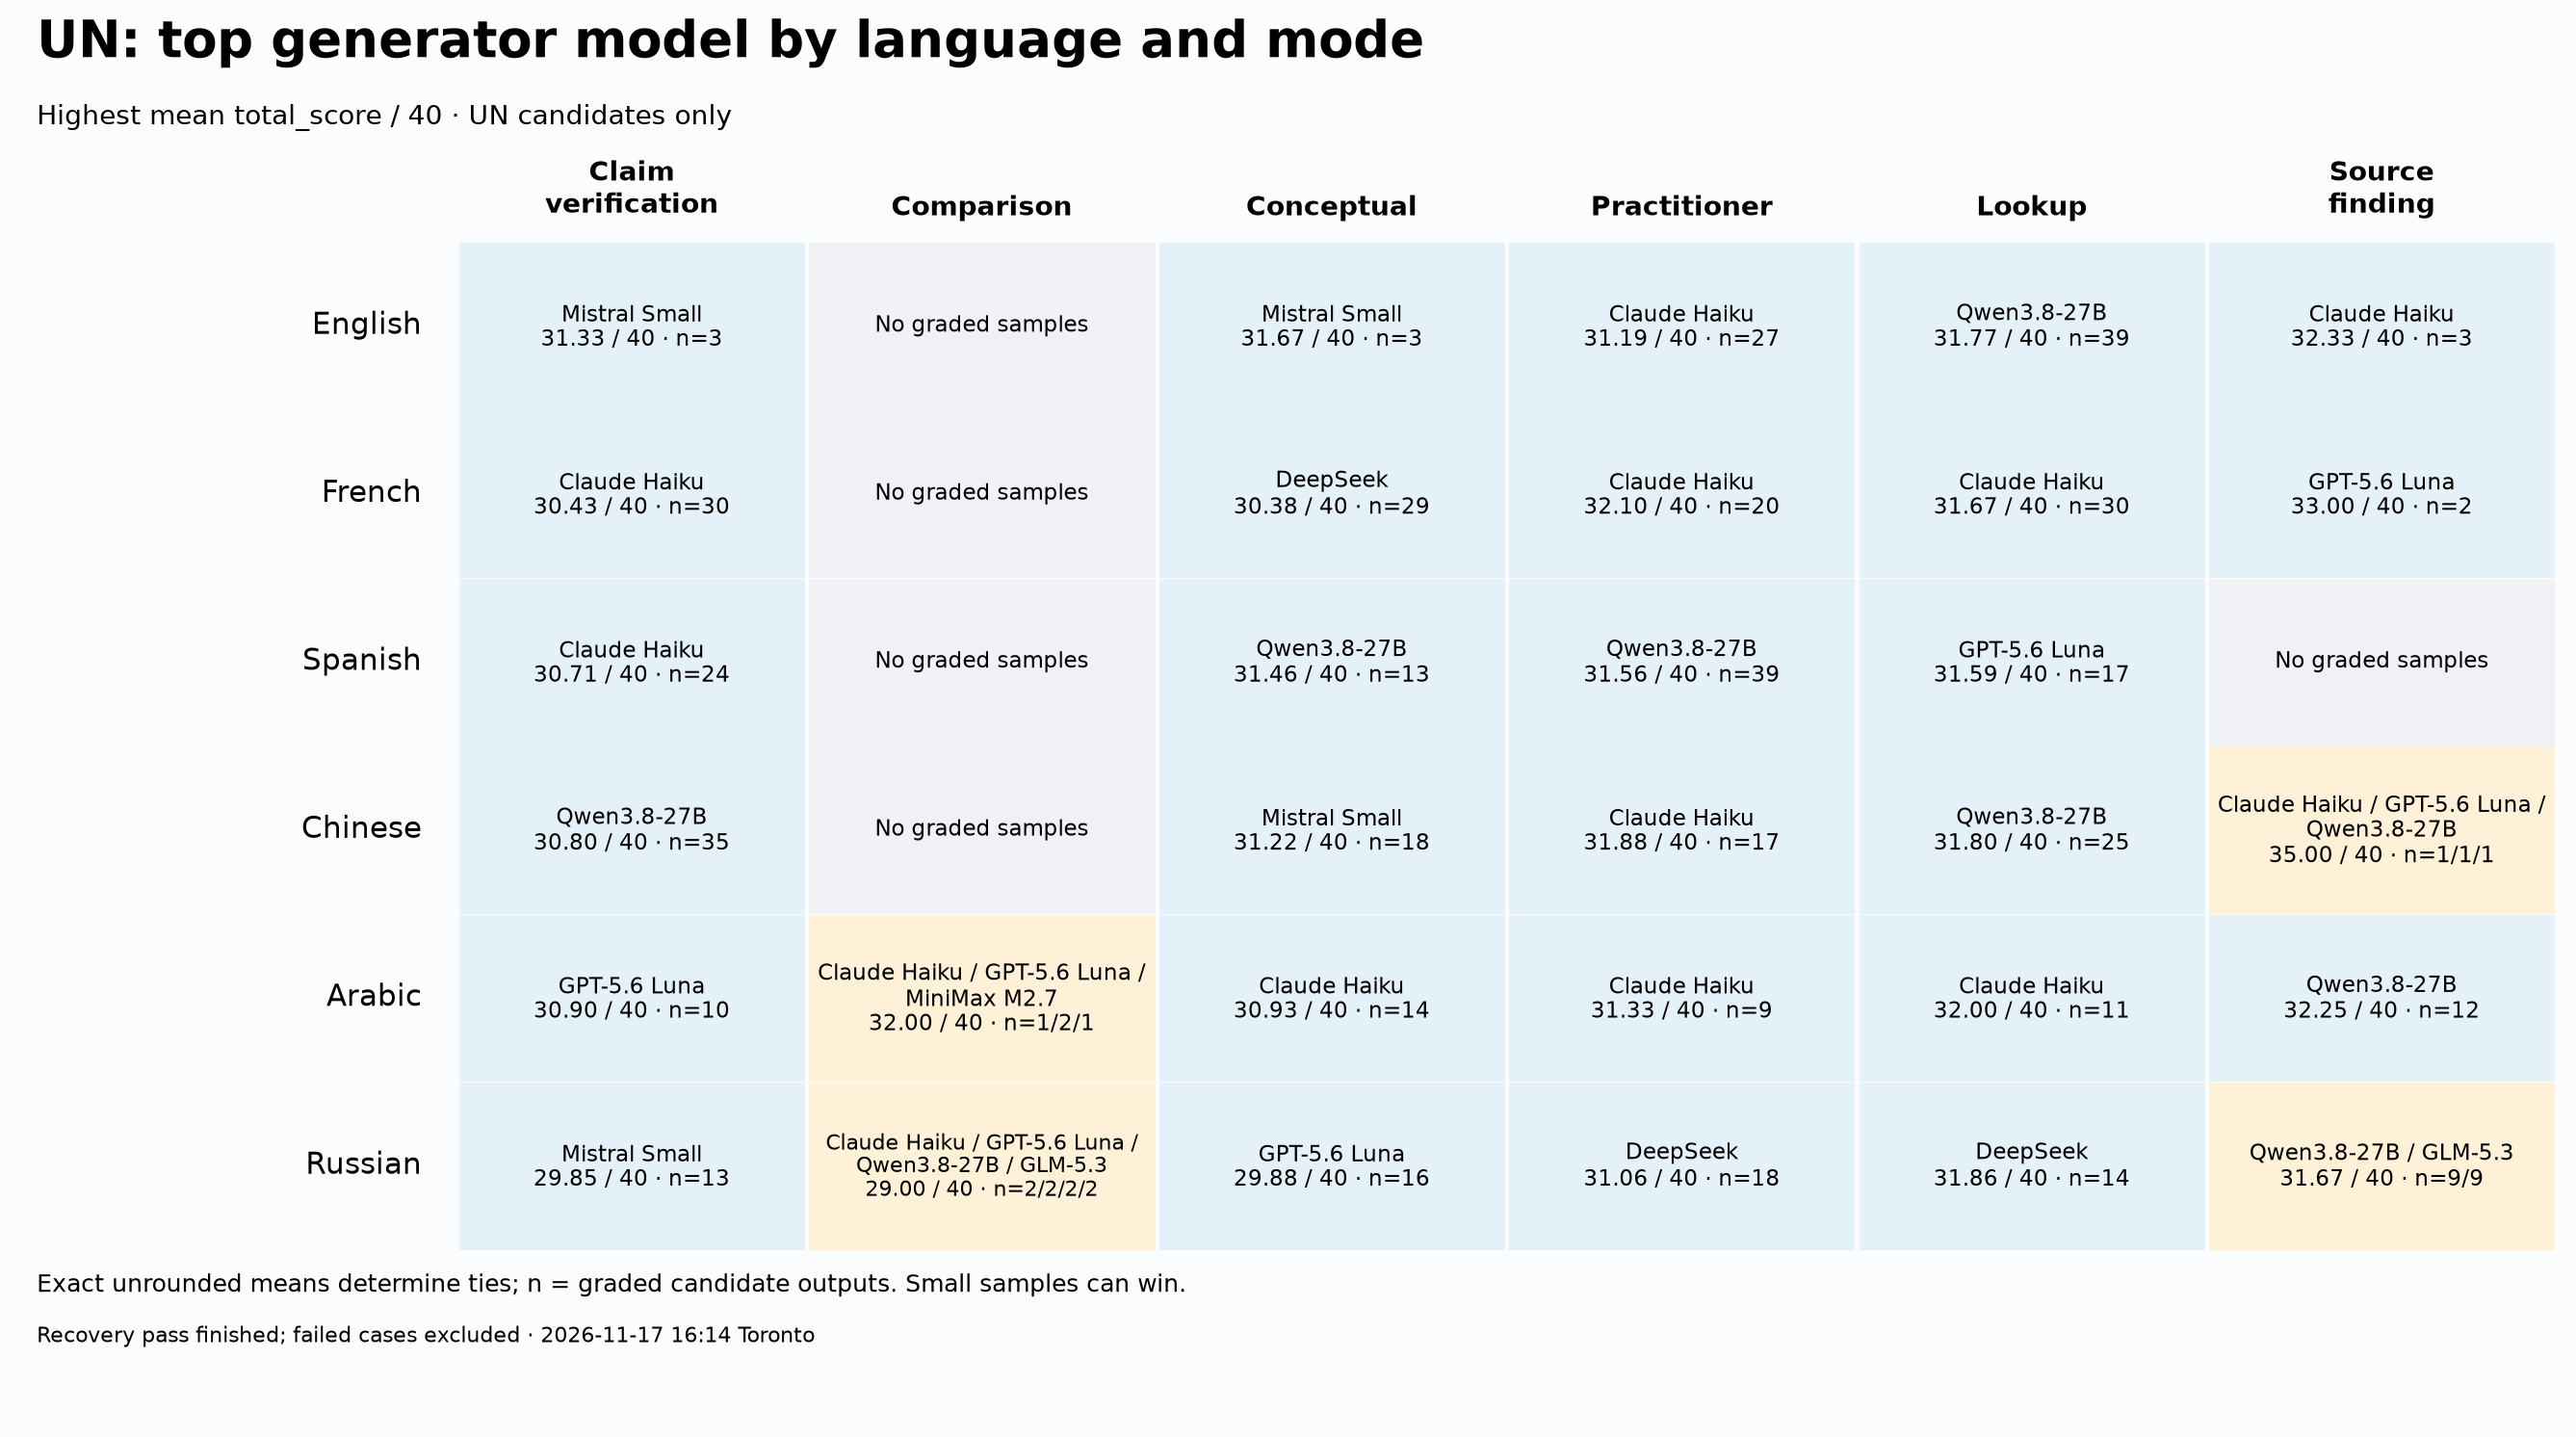 UN: top generator model by language and mode
Highest mean total_score / 40 · UN candidates only
Claim
verification
Comparison
Conceptual
Practitioner
Lookup
Source
finding
English
Mistral Small
31.33 / 40 · n=3
No graded samples
Mistral Small
31.67 / 40 · n=3
Claude Haiku
31.19 / 40 · n=27
Qwen3.8-27B
31.77 / 40 · n=39
Claude Haiku
32.33 / 40 · n=3
French
Claude Haiku
30.43 / 40 · n=30
No graded samples
DeepSeek
30.38 / 40 · n=29
Claude Haiku
32.10 / 40 · n=20
Claude Haiku
31.67 / 40 · n=30
GPT-5.6 Luna
33.00 / 40 · n=2
Spanish
Claude Haiku
30.71 / 40 · n=24
No graded samples
Qwen3.8-27B
31.46 / 40 · n=13
Qwen3.8-27B
31.56 / 40 · n=39
GPT-5.6 Luna
31.59 / 40 · n=17
No graded samples
Chinese
Qwen3.8-27B
30.80 / 40 · n=35
No graded samples
Mistral Small
31.22 / 40 · n=18
Claude Haiku
31.88 / 40 · n=17
Qwen3.8-27B
31.80 / 40 · n=25
Claude Haiku / GPT-5.6 Luna /
Qwen3.8-27B
35.00 / 40 · n=1/1/1
Arabic
GPT-5.6 Luna
30.90 / 40 · n=10
Claude Haiku / GPT-5.6 Luna /
MiniMax M2.7
32.00 / 40 · n=1/2/1
Claude Haiku
30.93 / 40 · n=14
Claude Haiku
31.33 / 40 · n=9
Claude Haiku
32.00 / 40 · n=11
Qwen3.8-27B
32.25 / 40 · n=12
Russian
Mistral Small
29.85 / 40 · n=13
Claude Haiku / GPT-5.6 Luna /
Qwen3.8-27B / GLM-5.3
29.00 / 40 · n=2/2/2/2
GPT-5.6 Luna
29.88 / 40 · n=16
DeepSeek
31.06 / 40 · n=18
DeepSeek
31.86 / 40 · n=14
Qwen3.8-27B / GLM-5.3
31.67 / 40 · n=9/9
Exact unrounded means determine ties; n = graded candidate outputs. Small samples can win.
Recovery pass finished; failed cases excluded · 2026-11-17 16:14 Toronto